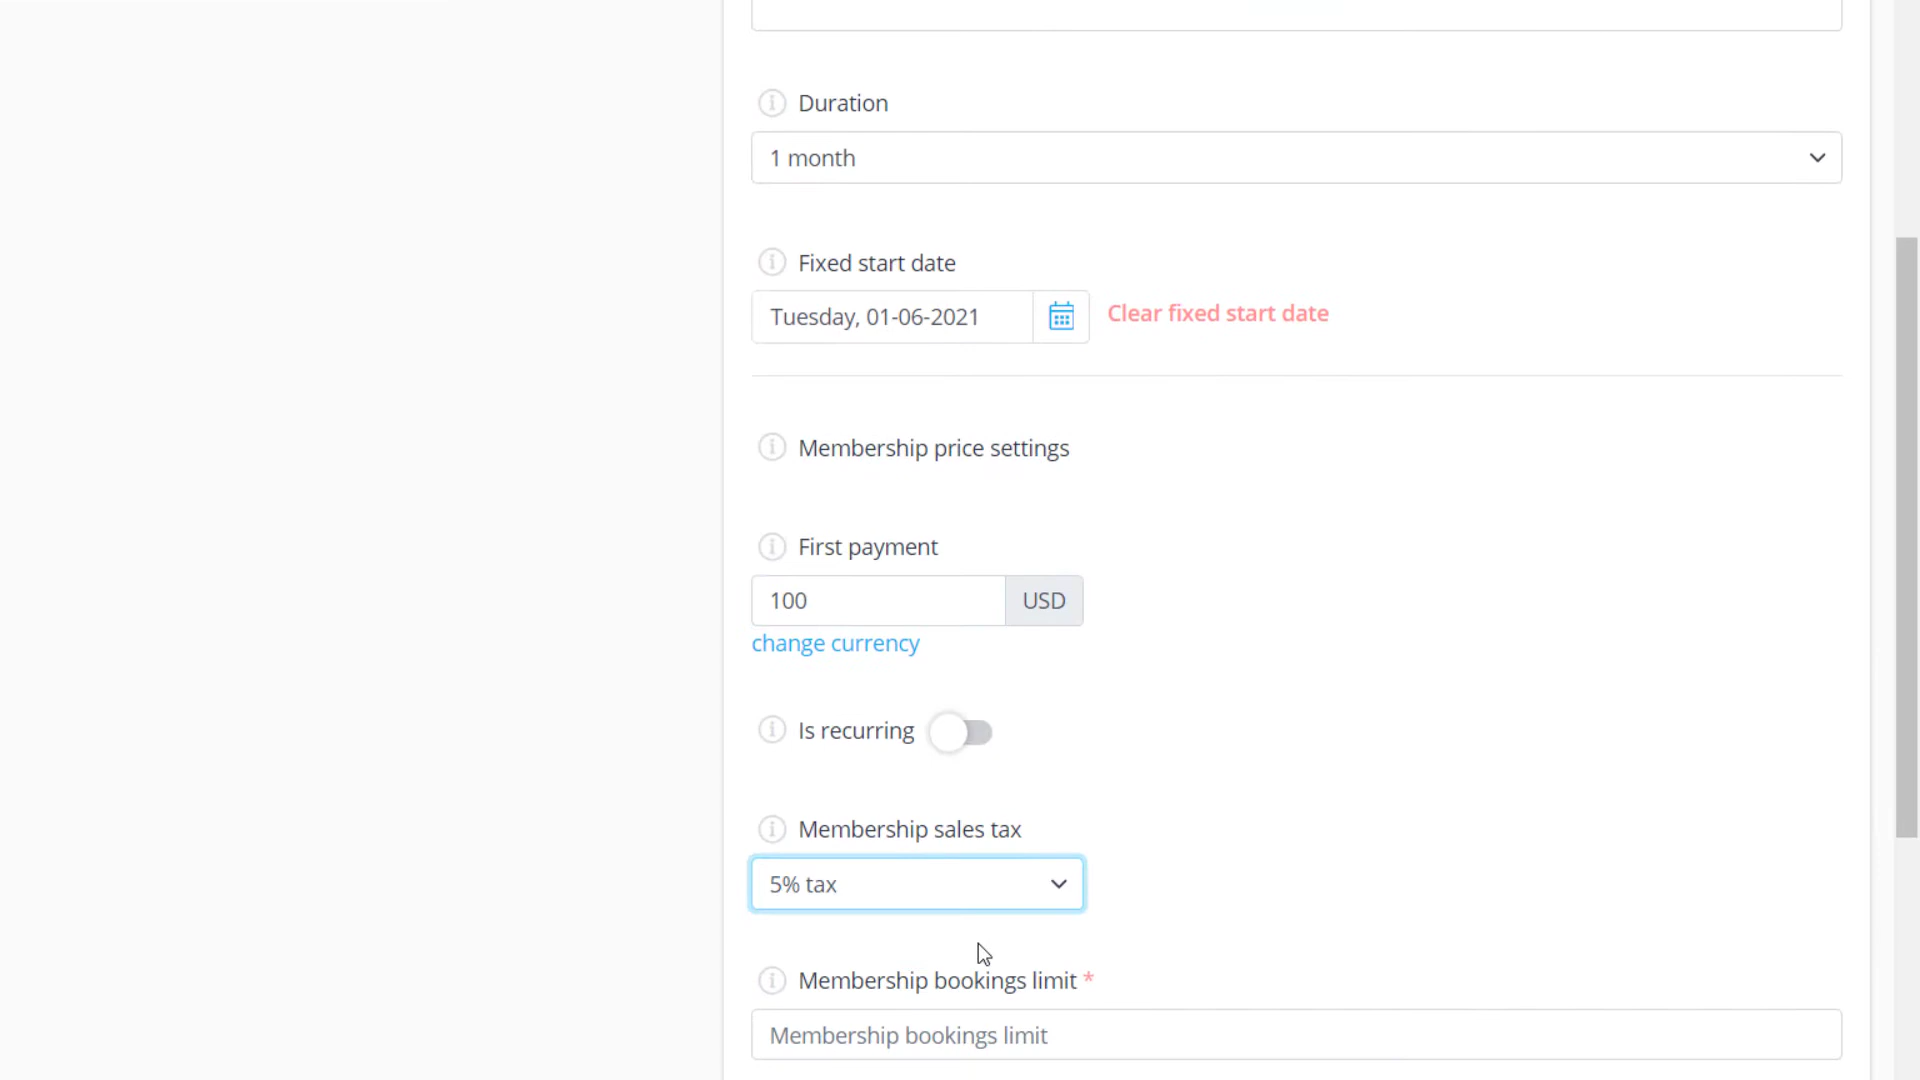 Duration
1 month
Fixed start date
Tuesday, 01-06-2021
Clear fixed start date
Membership price settings
First payment
100 USD
change currency
Is recurring
Membership sales tax
5% tax
Membership bookings limit *
Membership bookings limit